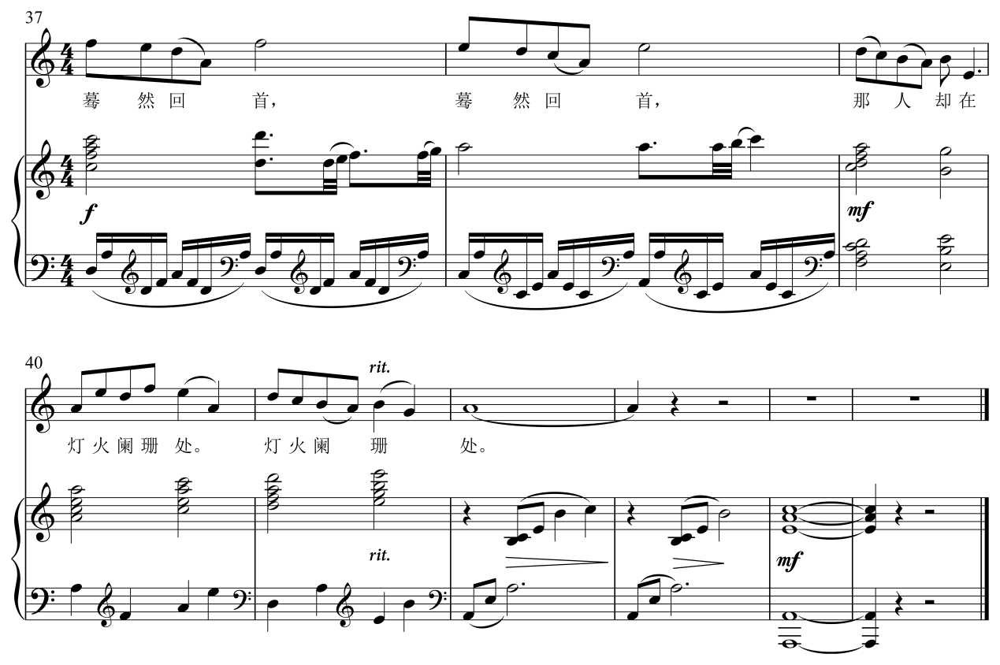 37
蓦 然 回 首，蓦 然 回 首，那 人 却 在
f mf
40
rit.
灯 火 阑 珊 处。灯 火 阑 珊 处。
rit.
mf